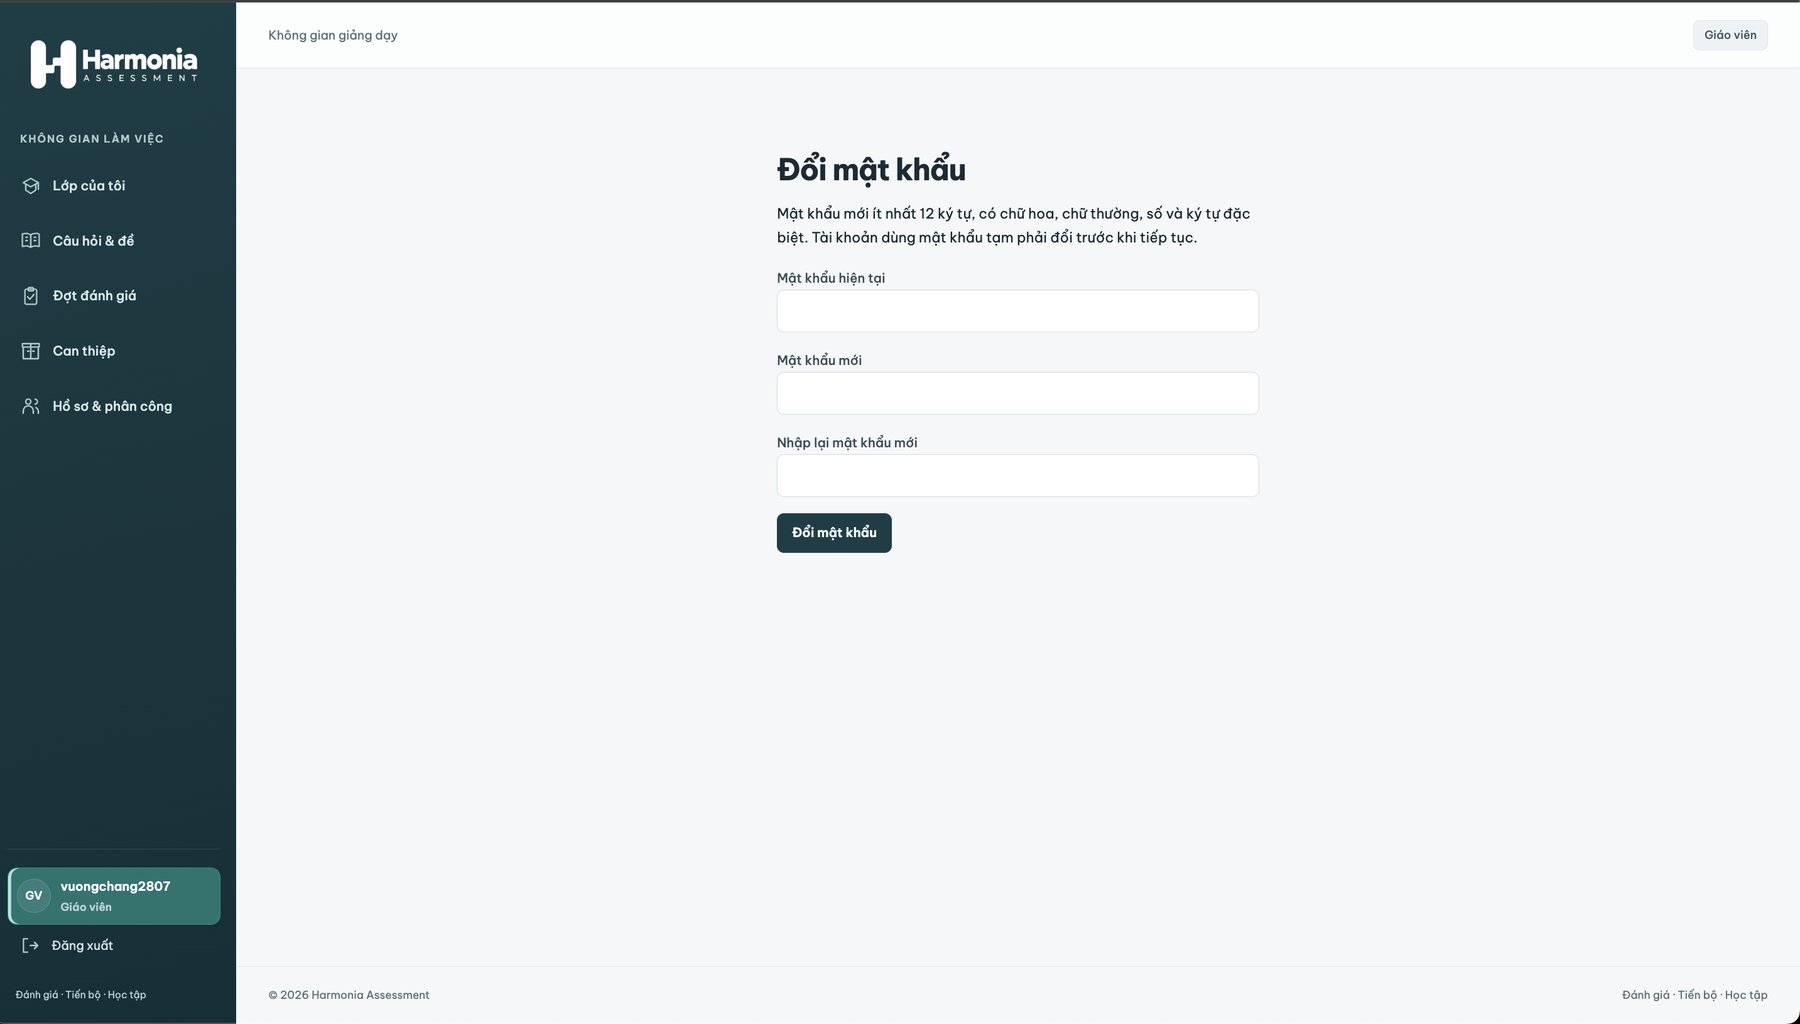 Harmonia
ASSESSMENT
KHÔNG GIAN LÀM VIỆC
Lớp của tôi
Câu hỏi & đề
Đợt đánh giá
Can thiệp
Hồ sơ & phân công
GV
vuongchang2807
Giáo viên
Đăng xuất
Đánh giá · Tiến bộ · Học tập
Không gian giảng dạy
Giáo viên
Đổi mật khẩu
Mật khẩu mới ít nhất 12 ký tự, có chữ hoa, chữ thường, số và ký tự đặc
biệt. Tài khoản dùng mật khẩu tạm phải đổi trước khi tiếp tục.
Mật khẩu hiện tại
Mật khẩu mới
Nhập lại mật khẩu mới
Đổi mật khẩu
© 2026 Harmonia Assessment
Đánh giá · Tiến bộ · Học tập